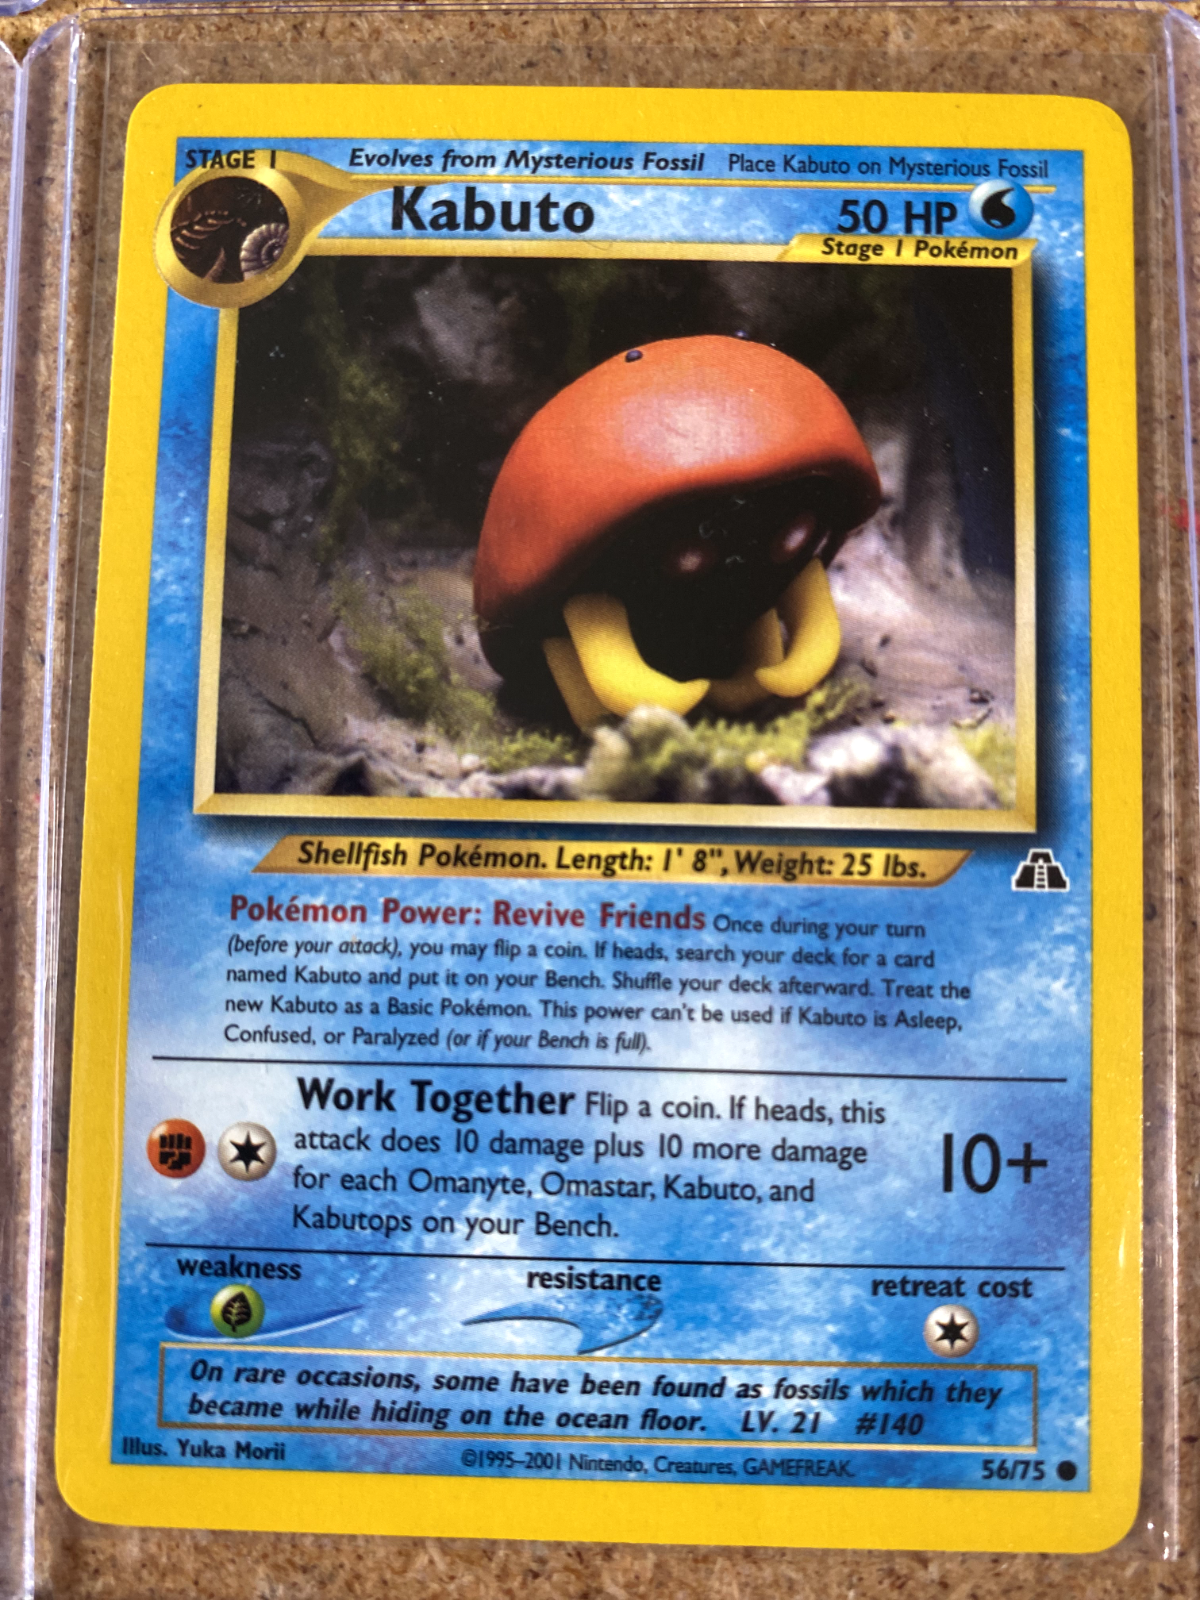 STAGE 1
Evolves from Mysterious Fossil Place Kabuto on Mysterious Fossil
Kabuto 50 HP
Stage 1 Pokémon
Shellfish Pokémon. Length: 1' 8", Weight: 25 lbs.
Pokémon Power: Revive Friends Once during your turn
(before your attack), you may flip a coin. If heads, search your deck for a card
named Kabuto and put it on your Bench. Shuffle your deck afterward. Treat the
new Kabuto as a Basic Pokémon. This power can't be used if Kabuto is Asleep,
Confused, or Paralyzed (or if your Bench is full).
Work Together Flip a coin. If heads, this
attack does 10 damage plus 10 more damage
for each Omanyte, Omastar, Kabuto, and
Kabutops on your Bench.
10+
weakness resistance retreat cost
On rare occasions, some have been found as fossils which they
became while hiding on the ocean floor. LV. 21 #140
Illus. Yuka Morii ©1995–2001 Nintendo, Creatures, GAMEFREAK. 56/75